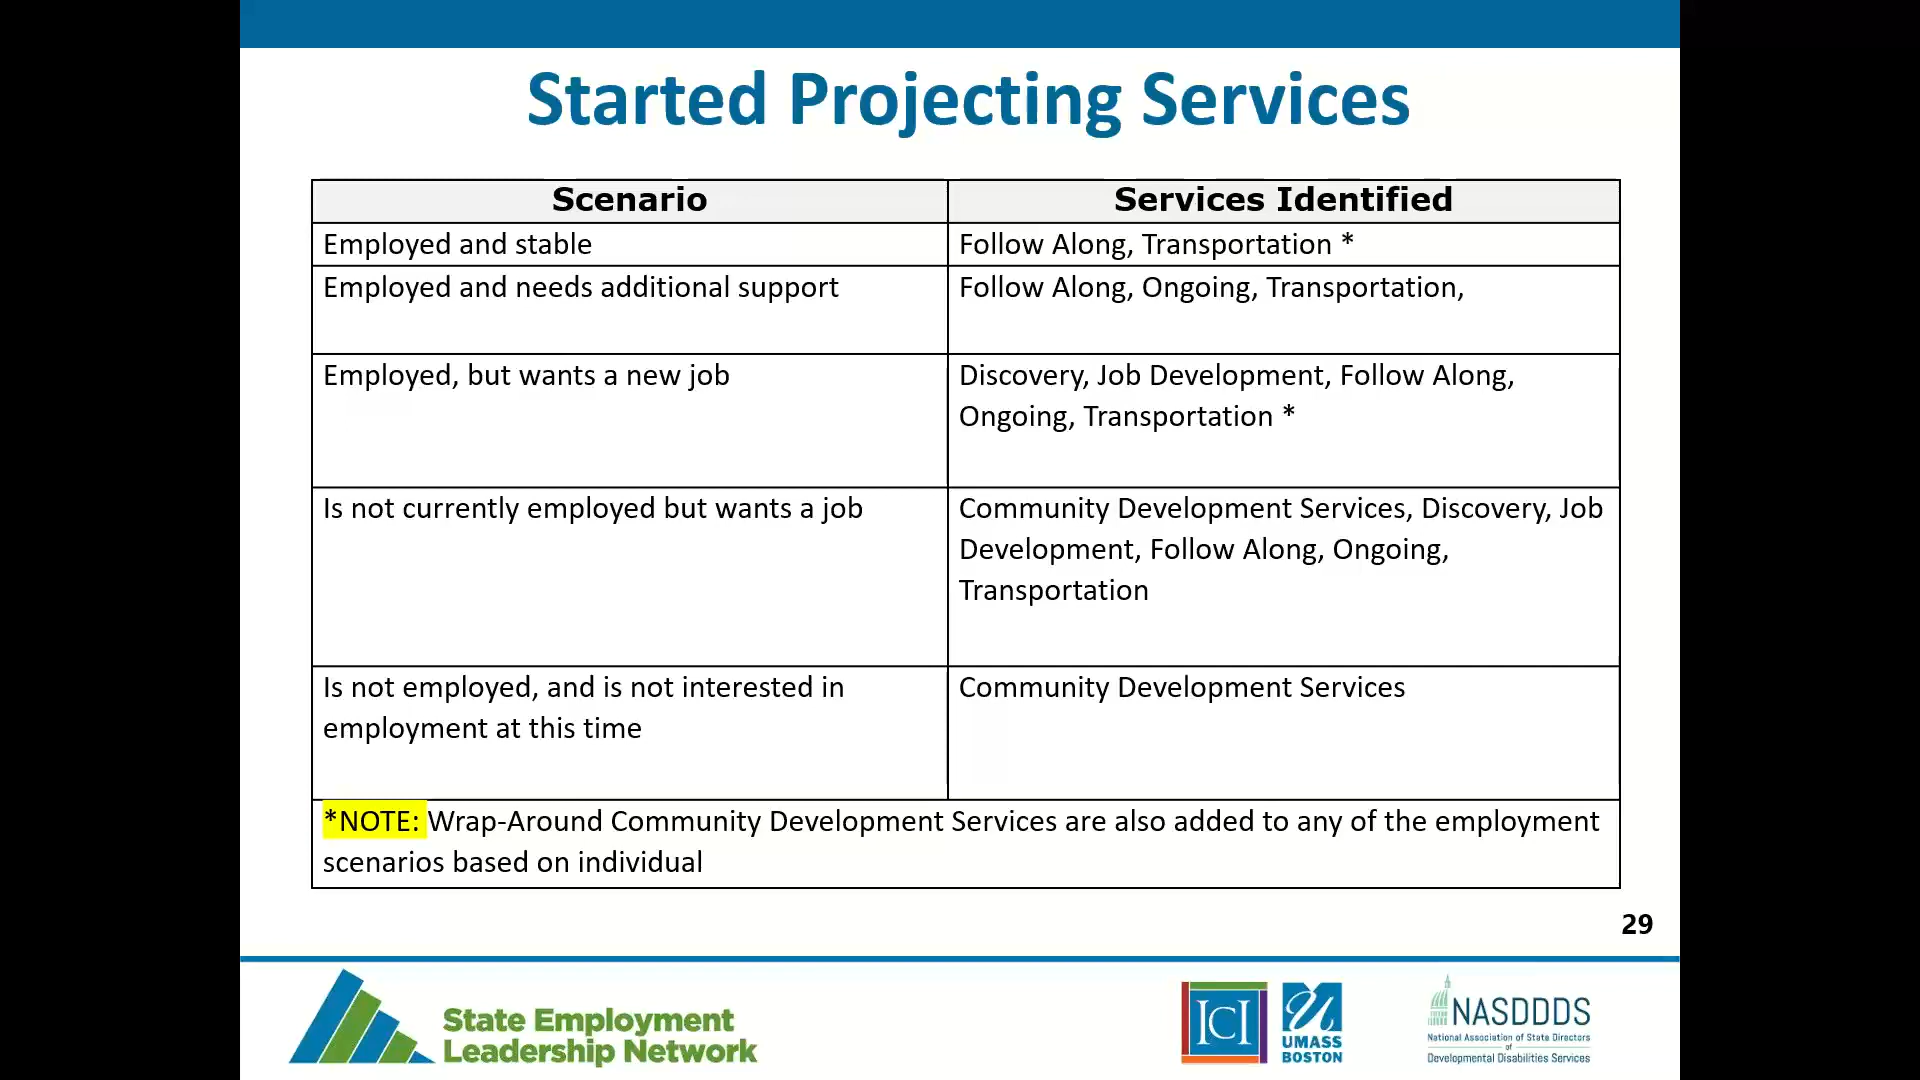 Started Projecting Services
Scenario
Services Identified
Employed and stable
Follow Along, Transportation *
Employed and needs additional support
Follow Along, Ongoing, Transportation,
Employed, but wants a new job
Discovery, Job Development, Follow Along,
Ongoing, Transportation *
Is not currently employed but wants a job
Community Development Services, Discovery, Job
Development, Follow Along, Ongoing,
Transportation
Is not employed, and is not interested in
employment at this time
Community Development Services
*NOTE: Wrap-Around Community Development Services are also added to any of the employment
scenarios based on individual
29
State Employment
Leadership Network
ICI
UMASS
BOSTON
NASDDDS
National Association of State Directors
of
Developmental Disabilities Services